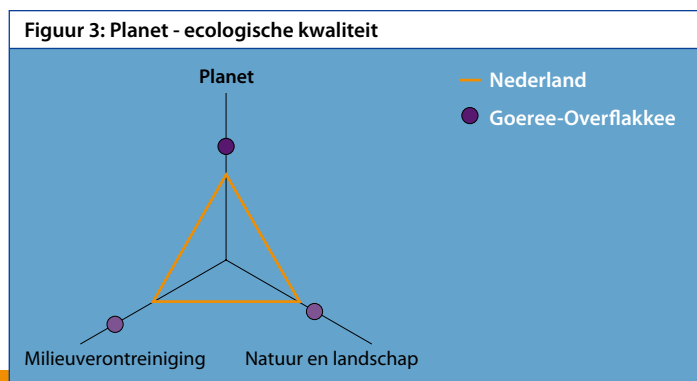 Figuur 3: Planet - ecologische kwaliteit
Planet
Nederland
Goeree-Overflakkee
Milieuverontreiniging
Natuur en landschap